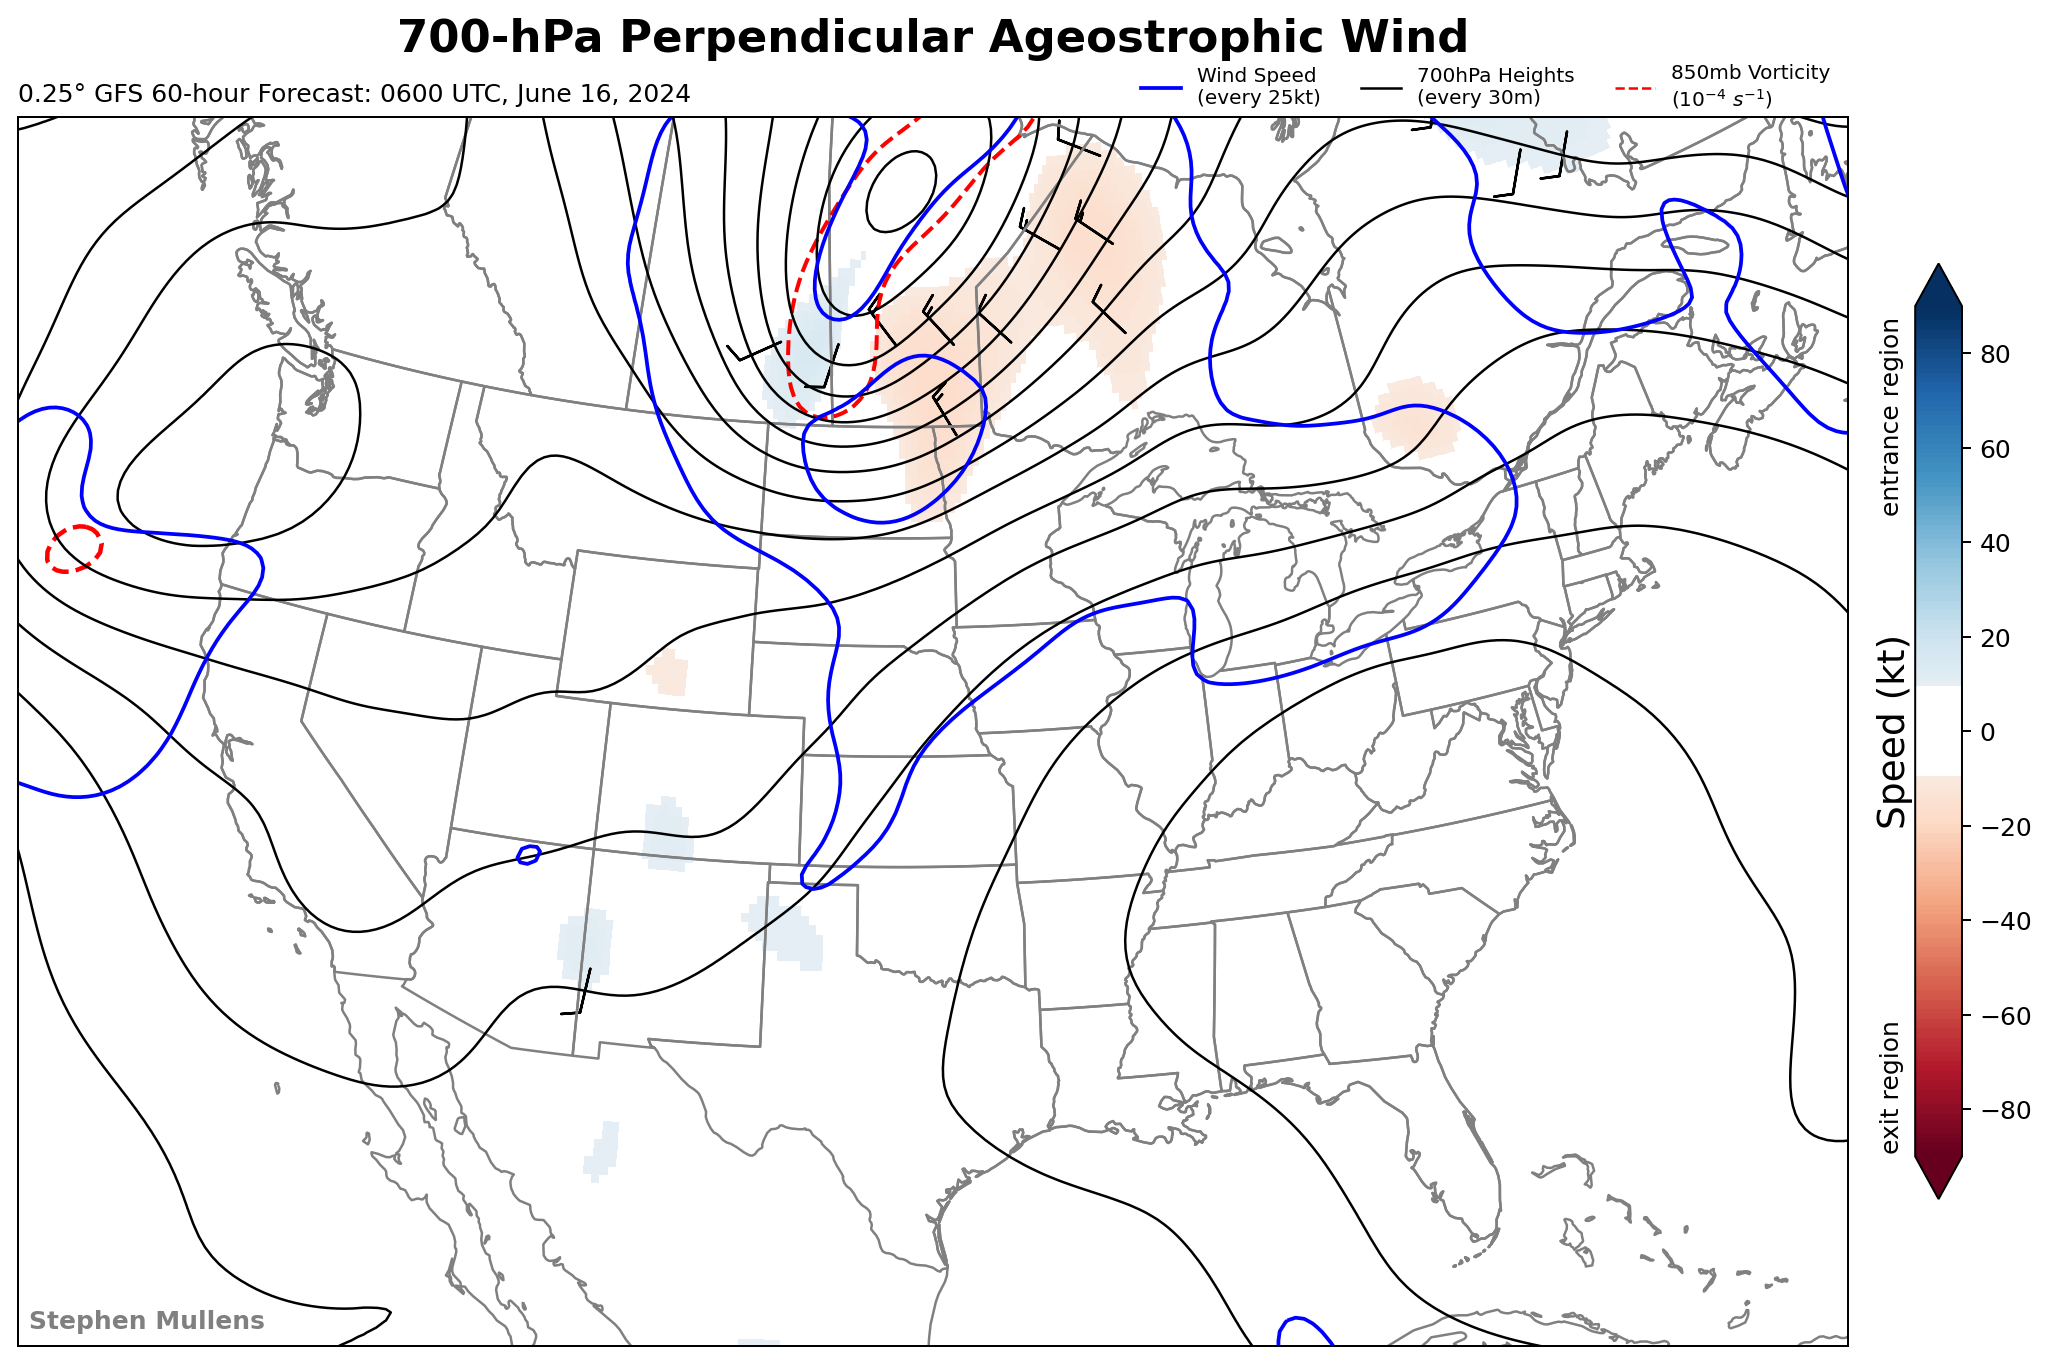 700-hPa Perpendicular Ageostrophic Wind
0.25° GFS 60-hour Forecast: 0600 UTC, June 16, 2024
Wind Speed
(every 25kt)
700hPa Heights
(every 30m)
850mb Vorticity
(10⁻⁴ s⁻¹)
entrance region
Speed (kt)
exit region
80
60
40
20
0
−20
−40
−60
−80
Stephen Mullens